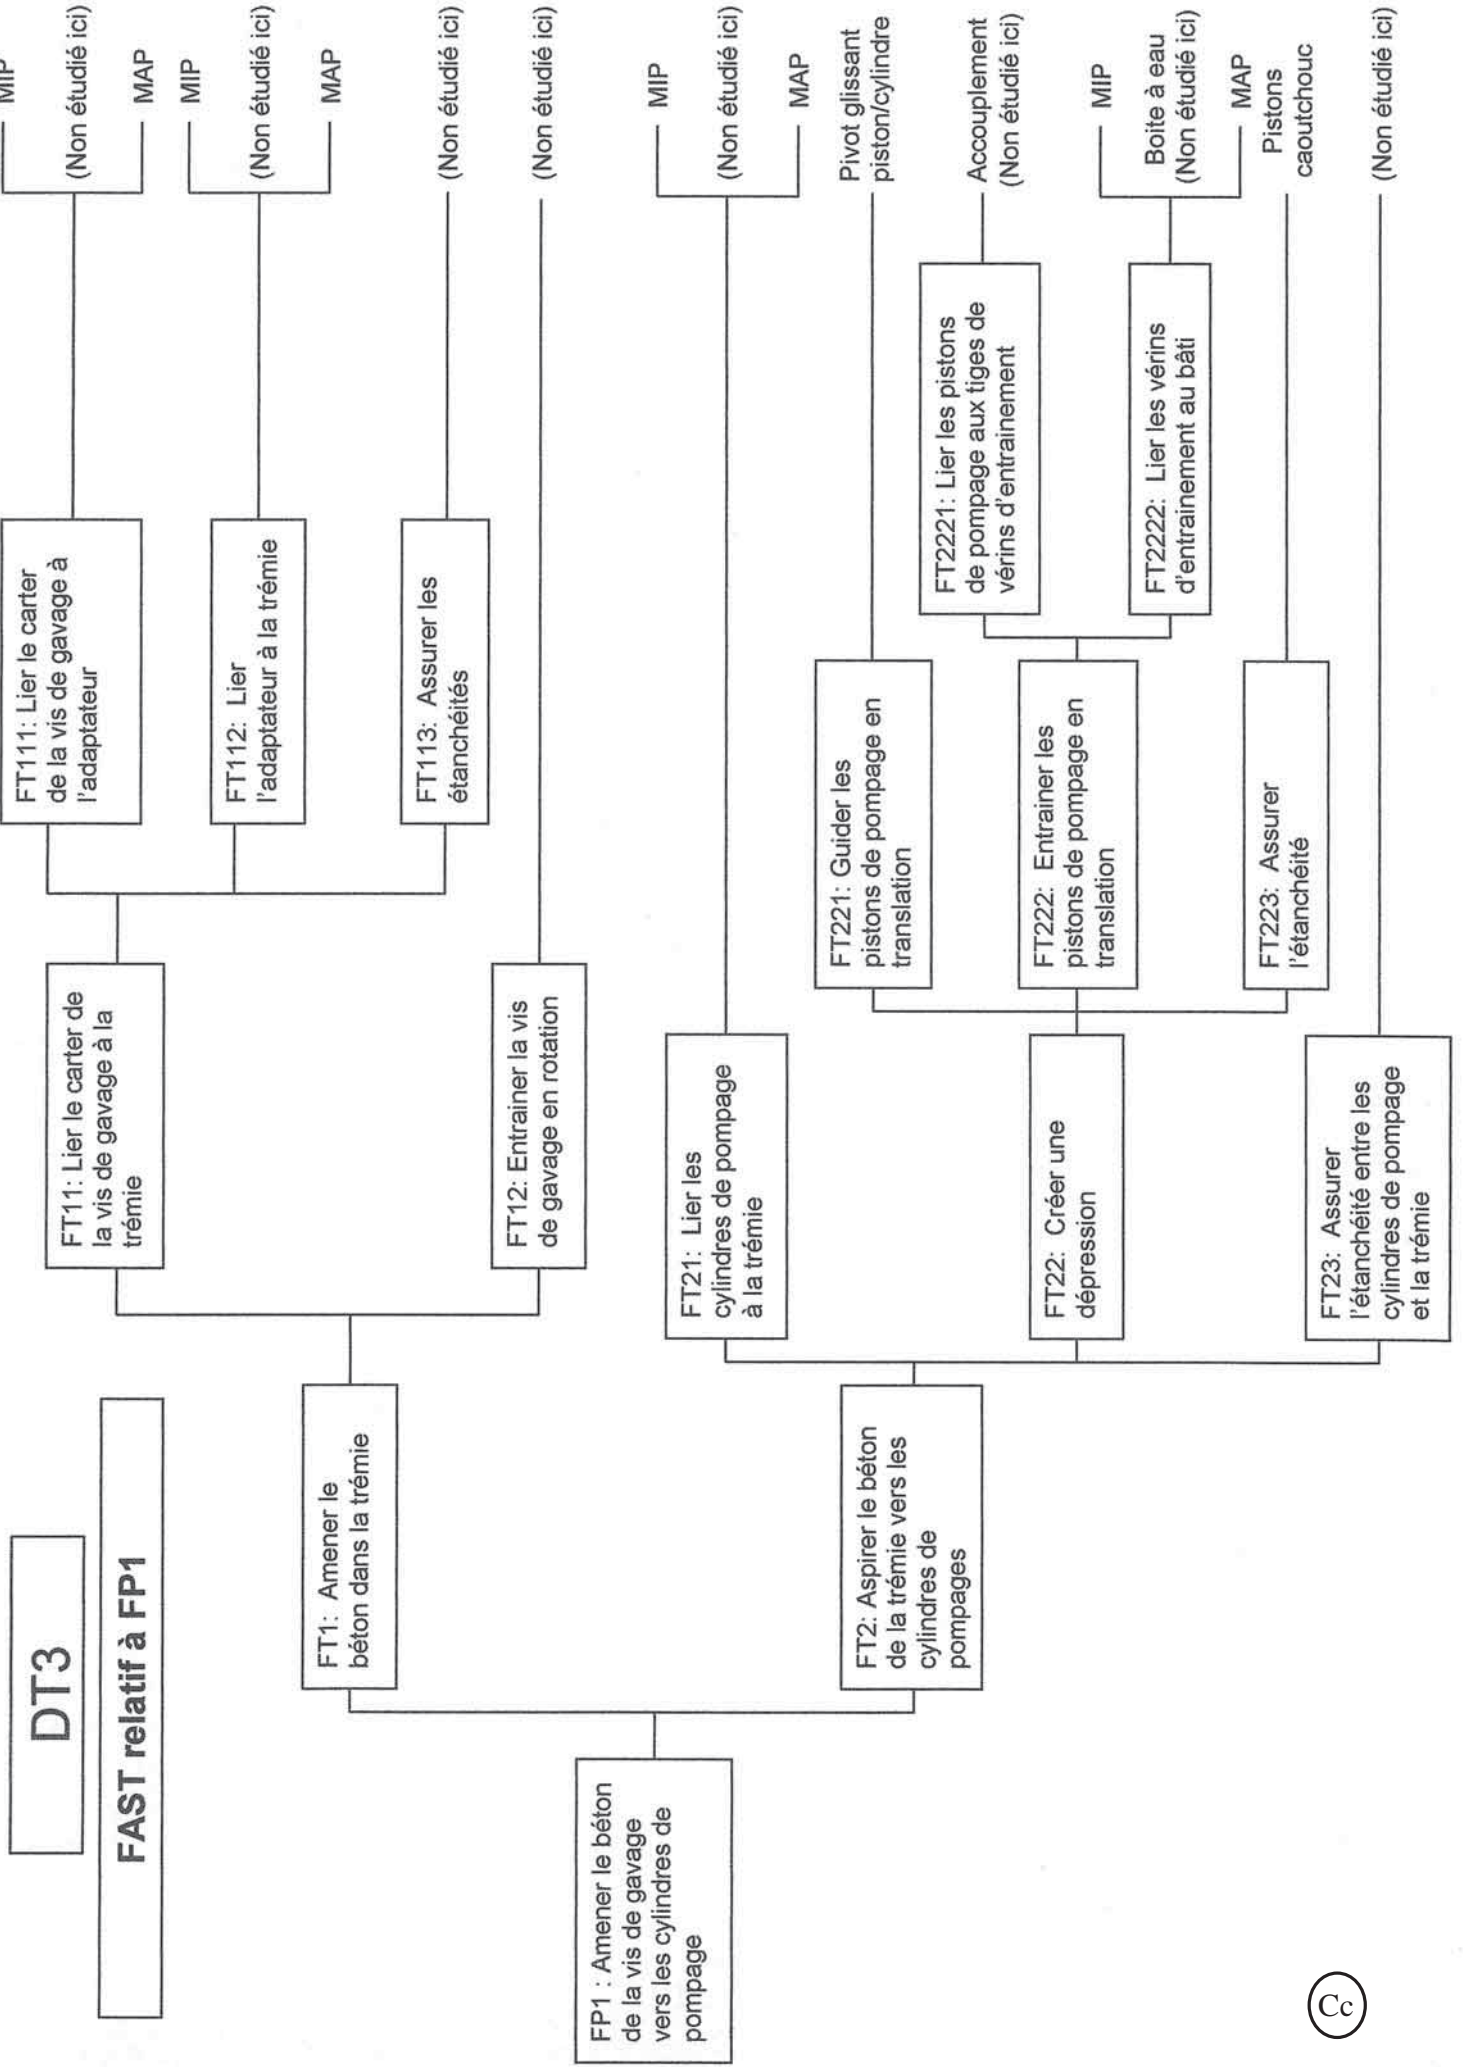 DT3
FAST relatif à FP1
FP1 : Amener le béton
de la vis de gavage
vers les cylindres de
pompage
FT1: Amener le
béton dans la trémie
FT2: Aspirer le béton
de la trémie vers les
cylindres de
pompages
FT11: Lier le carter de
la vis de gavage à la
trémie
FT12: Entrainer la vis
de gavage en rotation
FT21: Lier les
cylindres de pompage
à la trémie
FT22: Créer une
dépression
FT23: Assurer
l'étanchéité entre les
cylindres de pompage
et la trémie
FT111: Lier le carter
de la vis de gavage à
l'adaptateur
FT112: Lier
l'adaptateur à la trémie
FT113: Assurer les
étanchéités
FT221: Guider les
pistons de pompage en
translation
FT222: Entrainer les
pistons de pompage en
translation
FT223: Assurer
l'étanchéité
FT2221: Lier les pistons
de pompage aux tiges de
vérins d'entrainement
FT2222: Lier les vérins
d'entrainement au bâti
MIP
(Non étudié ici)
MAP
MIP
(Non étudié ici)
MAP
(Non étudié ici)
(Non étudié ici)
MIP
(Non étudié ici)
MAP
Pivot glissant
piston/cylindre
Accouplement
(Non étudié ici)
MIP
Boite à eau
(Non étudié ici)
MAP
Pistons
caoutchouc
(Non étudié ici)
Cc